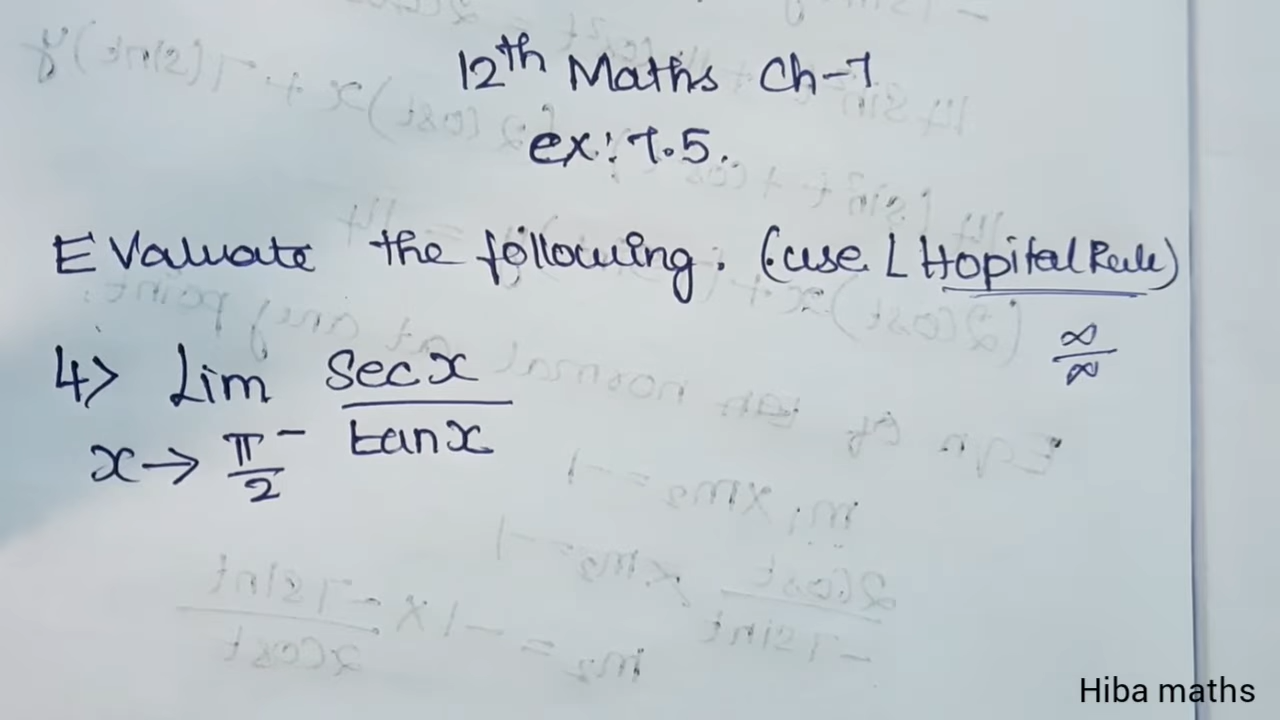 12th Maths Ch-7
ex: 7.5.
Evaluate the following. (use L Hopital Rule)
∞/∞
4> Lim secx/tanx
x→π/2⁻
Hiba maths